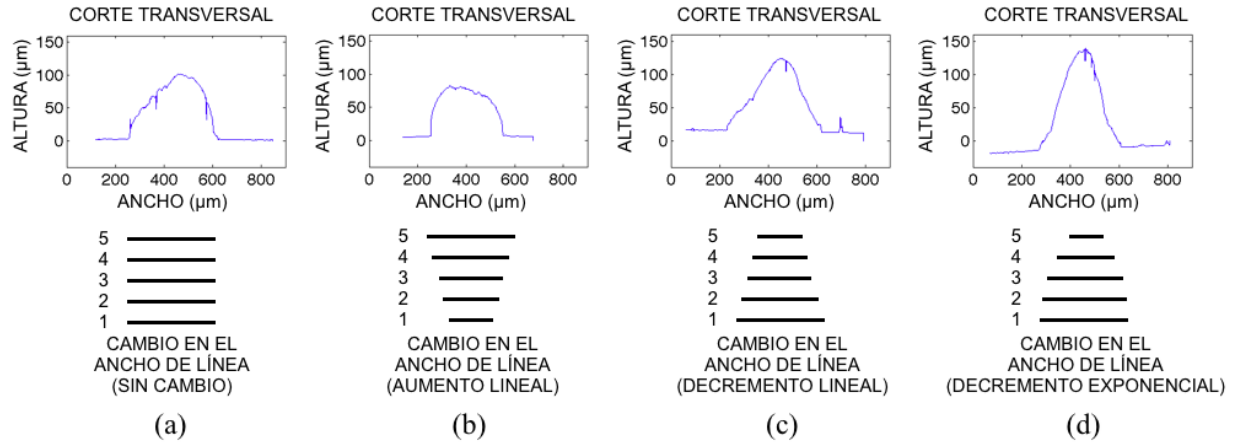 CORTE TRANSVERSAL
ALTURA (µm)
150
100
50
0
0 200 400 600 800
ANCHO (µm)
5
4
3
2
1
CAMBIO EN EL
ANCHO DE LÍNEA
(SIN CAMBIO)
(a)
CORTE TRANSVERSAL
ALTURA (µm)
150
100
50
0
0 200 400 600 800
ANCHO (µm)
5
4
3
2
1
CAMBIO EN EL
ANCHO DE LÍNEA
(AUMENTO LINEAL)
(b)
CORTE TRANSVERSAL
ALTURA (µm)
150
100
50
0
0 200 400 600 800
ANCHO (µm)
5
4
3
2
1
CAMBIO EN EL
ANCHO DE LÍNEA
(DECREMENTO LINEAL)
(c)
CORTE TRANSVERSAL
ALTURA (µm)
150
100
50
0
0 200 400 600 800
ANCHO (µm)
5
4
3
2
1
CAMBIO EN EL
ANCHO DE LÍNEA
(DECREMENTO EXPONENCIAL)
(d)